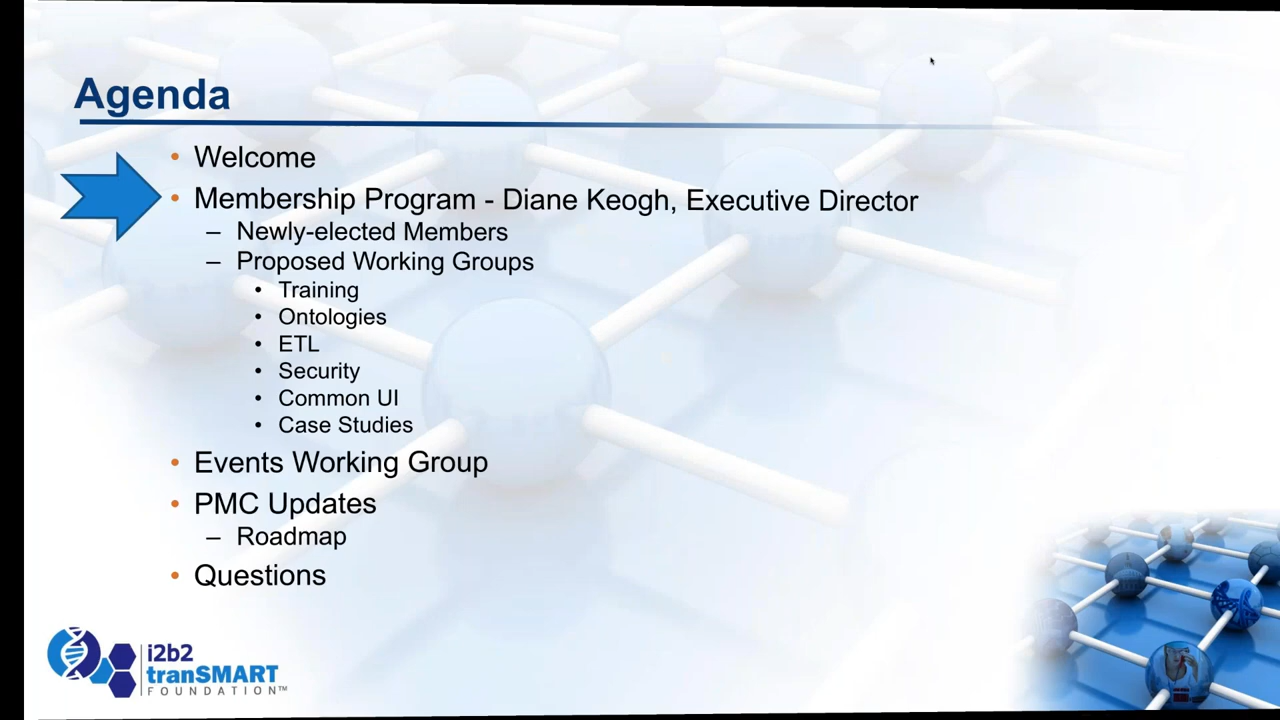 Agenda
• Welcome
• Membership Program - Diane Keogh, Executive Director
– Newly-elected Members
– Proposed Working Groups
• Training
• Ontologies
• ETL
• Security
• Common UI
• Case Studies
• Events Working Group
• PMC Updates
– Roadmap
• Questions
i2b2
tranSMART
FOUNDATION™